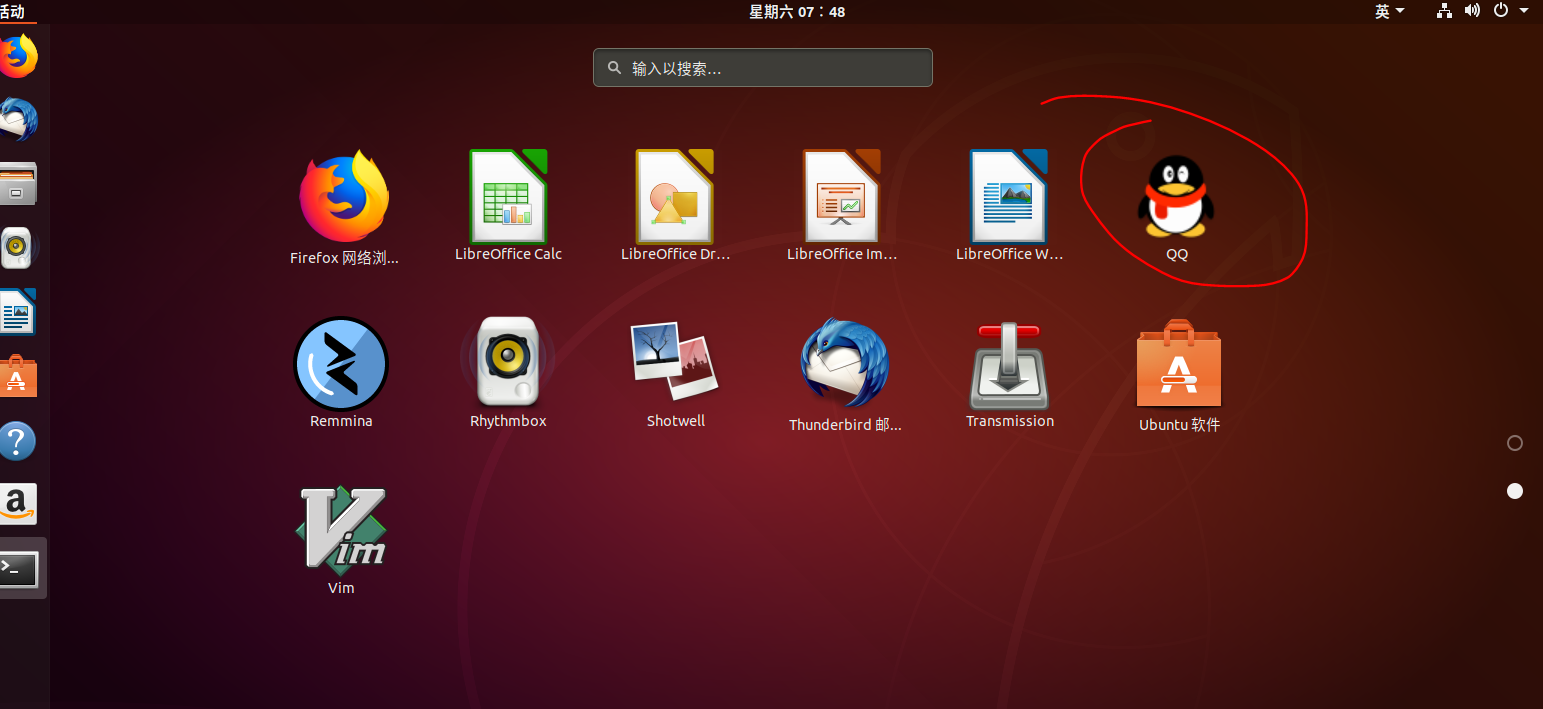 活动
星期六 07：48
英
输入以搜索...
Firefox 网络浏...
LibreOffice Calc
LibreOffice Dr...
LibreOffice Im...
LibreOffice W...
QQ
Remmina
Rhythmbox
Shotwell
Thunderbird 邮...
Transmission
Ubuntu 软件
Vim